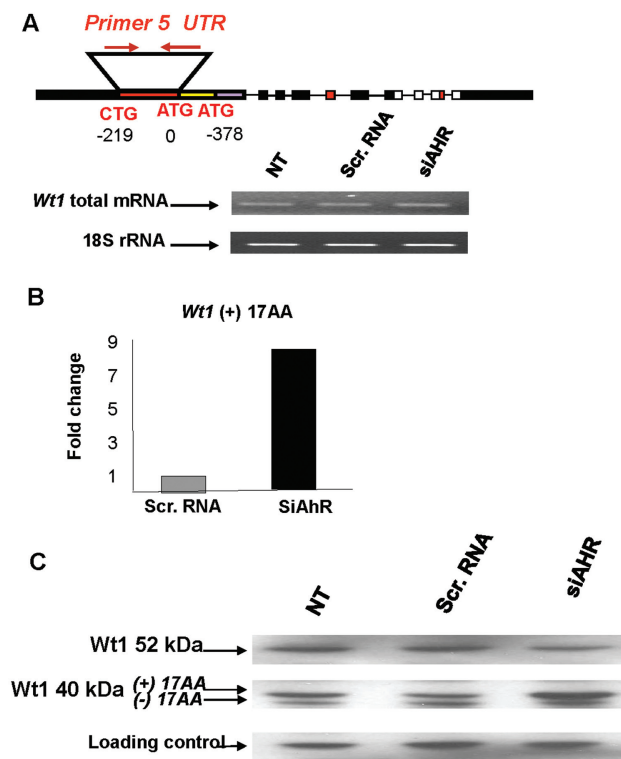 A
Primer 5 UTR
CTG ATG ATG
-219 0 -378
NT Scr. RNA siAHR
Wt1 total mRNA
18S rRNA
B
Wt1 (+) 17AA
Fold change
9
7
5
3
1
Scr. RNA SiAhR
C
NT Scr. RNA siAHR
Wt1 52 kDa
Wt1 40 kDa (+) 17AA
(-) 17AA
Loading control